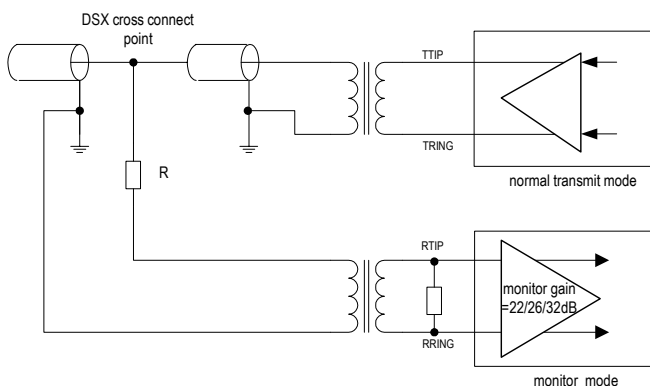 DSX cross connect
point
TTIP
TRING
normal transmit mode
R
RTIP
monitor gain
=22/26/32dB
RRING
monitor mode